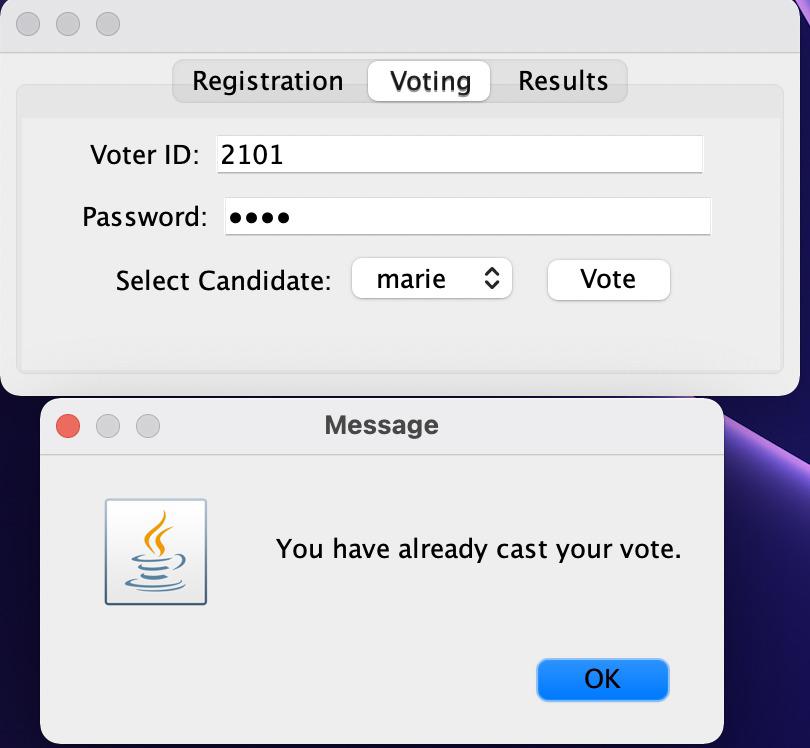 Registration Voting Results
Voter ID: 2101
Password: ••••
Select Candidate: marie Vote
Message
You have already cast your vote.
OK